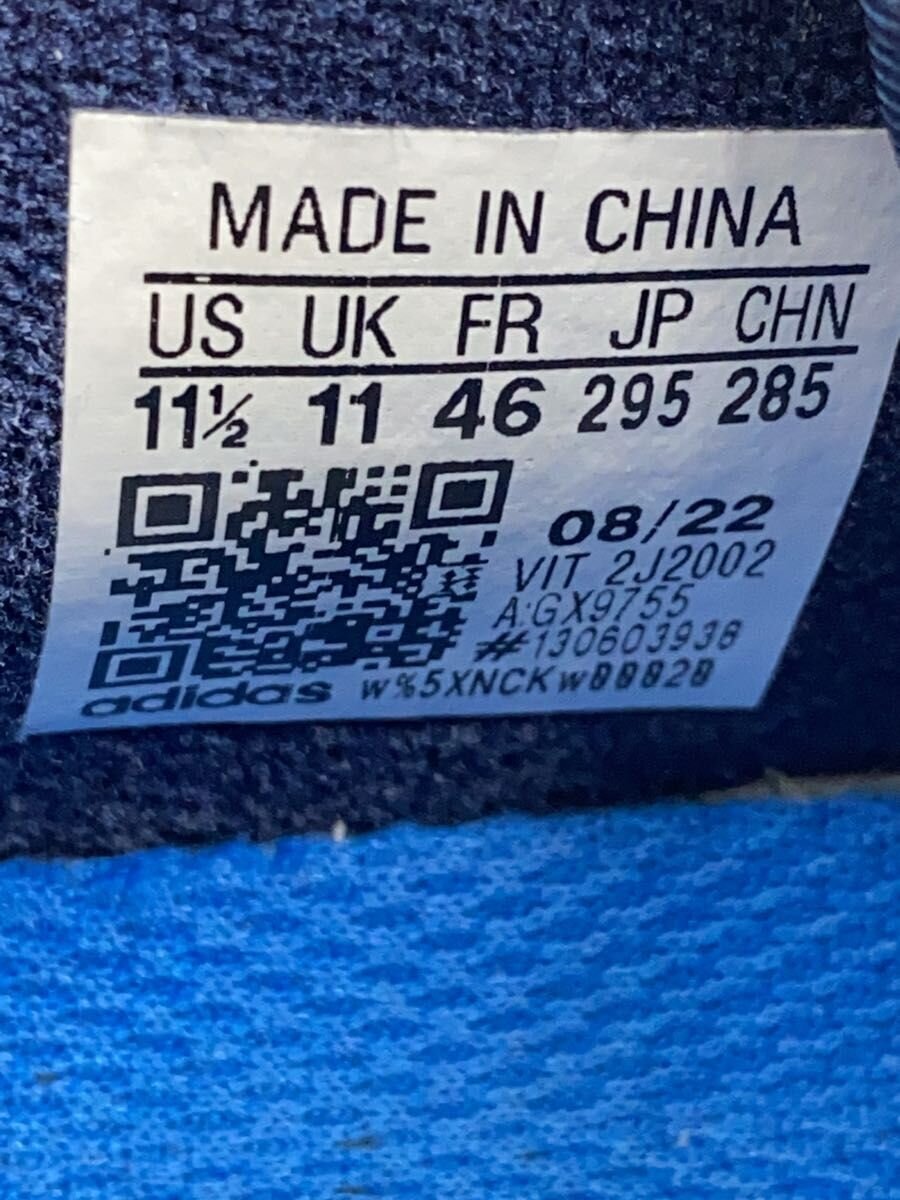 MADE IN CHINA
US UK FR JP CHN
11½ 11 46 295 285
08/22
VIT 2J2002
A:GX9755
#130603938
adidas w%5XNCKw00020